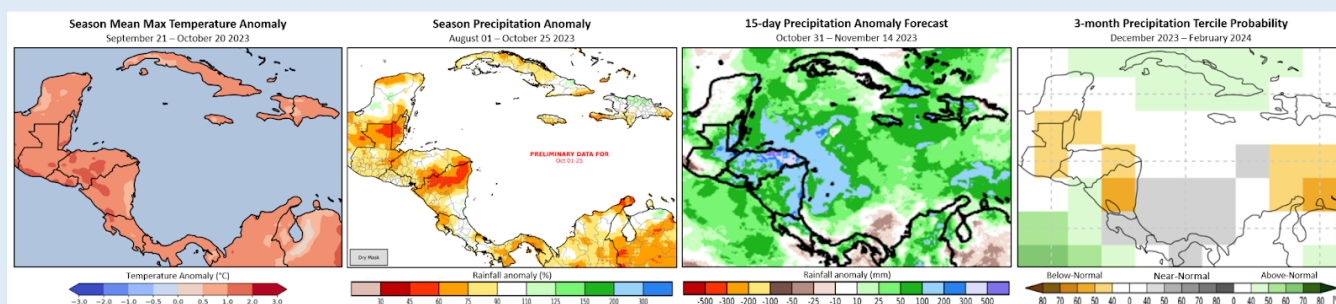 Season Mean Max Temperature Anomaly
September 21 – October 20 2023
Temperature Anomaly (°C)
−3.0 −2.0 −1.0 −0.5 0.0 0.5 1.0 2.0 3.0
Season Precipitation Anomaly
August 01 – October 25 2023
PRELIMINARY DATA FOR
Oct 01-25
Dry Mask
Rainfall anomaly (%)
30 45 60 75 90 110 125 150 200 300
15-day Precipitation Anomaly Forecast
October 31 – November 14 2023
Rainfall anomaly (mm)
-500 -300 -200 -100 -50 -25 -10 10 25 50 100 200 300 500
3-month Precipitation Tercile Probability
December 2023 – February 2024
Below-Normal Near-Normal Above-Normal
80 70 60 50 40 0 40 50 40 0 40 50 60 70 80